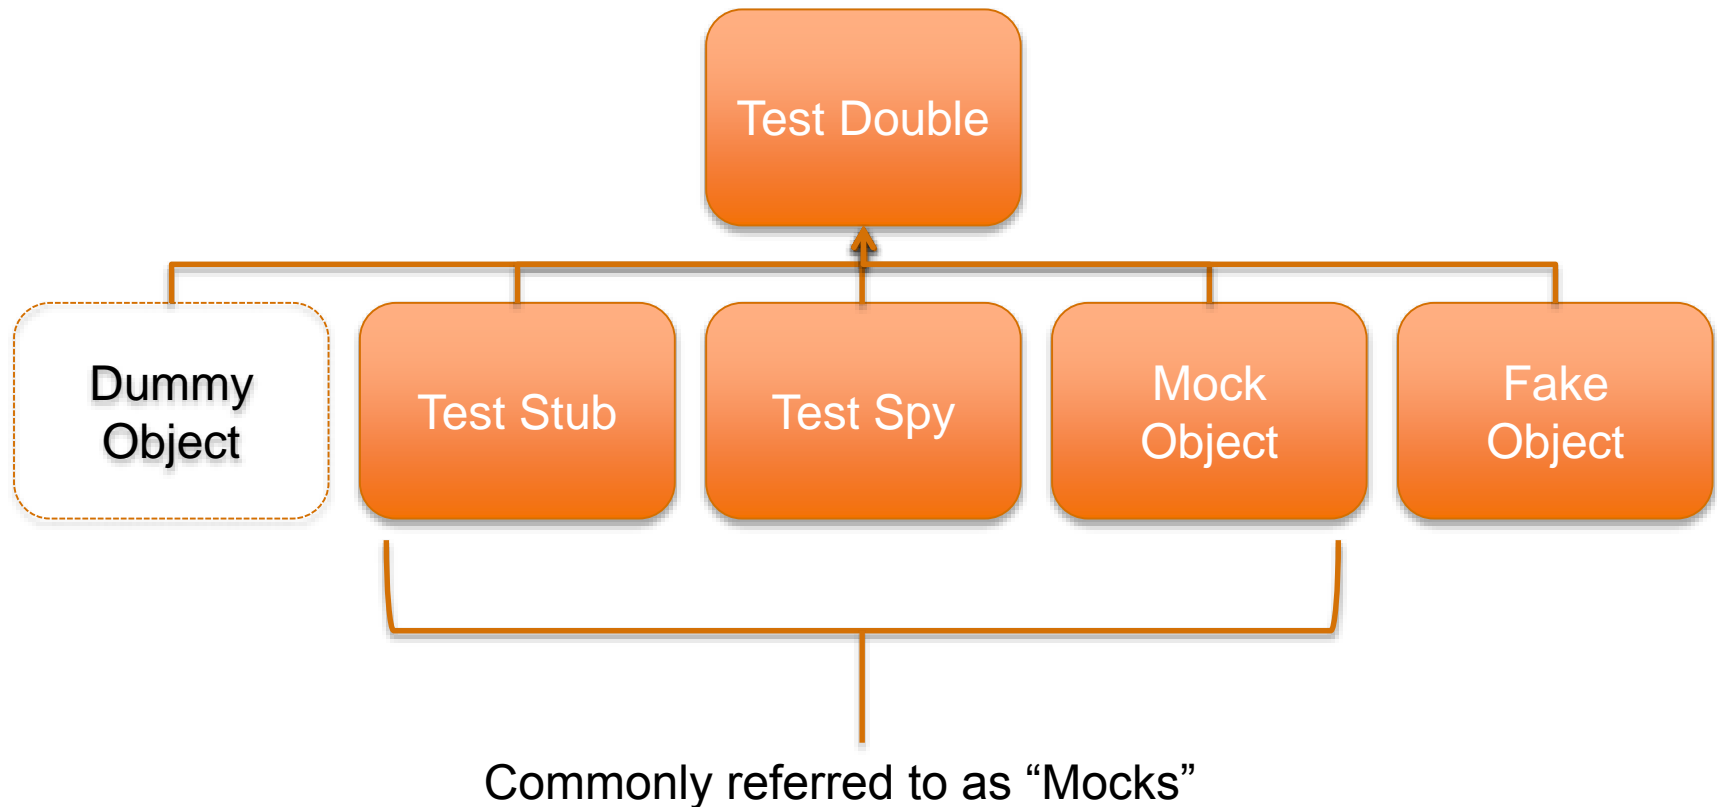 Test Double
Dummy
Object
Test Stub
Test Spy
Mock
Object
Fake
Object
Commonly referred to as “Mocks”